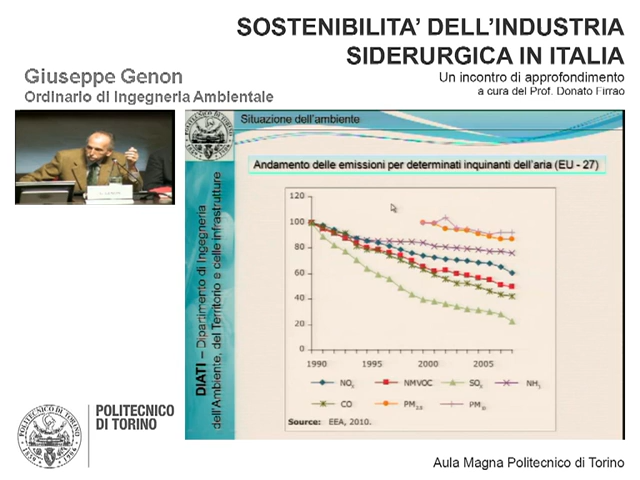 SOSTENIBILITA' DELL'INDUSTRIA
SIDERURGICA IN ITALIA
Un incontro di approfondimento
a cura del Prof. Donato Firrao
Giuseppe Genon
Ordinario di Ingegneria Ambientale
Situazione dell'ambiente
Andamento delle emissioni per determinati inquinanti dell'aria (EU - 27)
DIATI – Dipartimento di Ingegneria
dell'Ambiente, del Territorio e delle Infrastrutture
120
100
80
60
40
20
0
1990 1995 2000 2005
NOx NMVOC SOx NH3
CO PM2.5 PM10
Source: EEA, 2010.
POLITECNICO
DI TORINO
Aula Magna Politecnico di Torino